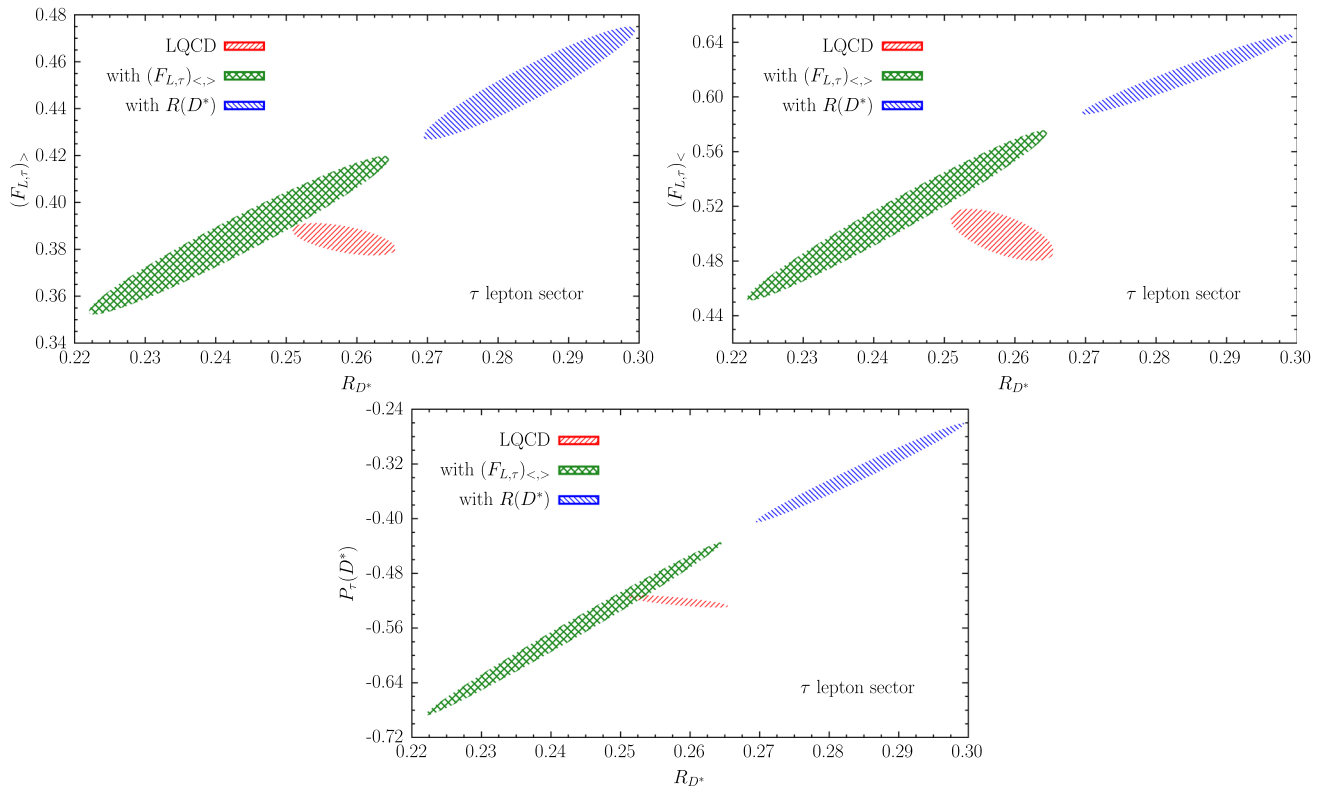 0.48
0.46
0.44
0.42
0.40
0.38
0.36
0.34
(F_{L,τ})_>
LQCD
with (F_{L,τ})_{<,>}
with R(D*)
τ lepton sector
0.22 0.23 0.24 0.25 0.26 0.27 0.28 0.29 0.30
R_{D*}
0.64
0.60
0.56
0.52
0.48
0.44
(F_{L,τ})_<
LQCD
with (F_{L,τ})_{<,>}
with R(D*)
τ lepton sector
0.22 0.23 0.24 0.25 0.26 0.27 0.28 0.29 0.30
R_{D*}
-0.24
-0.32
-0.40
-0.48
-0.56
-0.64
-0.72
P_τ(D*)
LQCD
with (F_{L,τ})_{<,>}
with R(D*)
τ lepton sector
0.22 0.23 0.24 0.25 0.26 0.27 0.28 0.29 0.30
R_{D*}